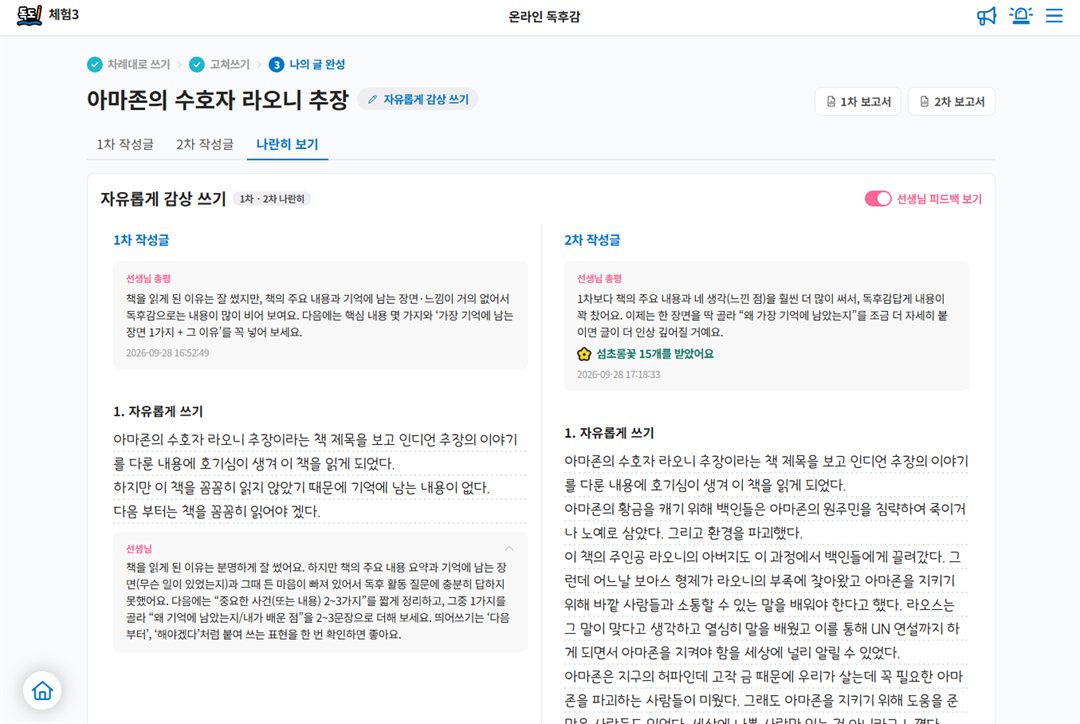 독도! 체험3
온라인 독후감
차례대로 쓰기 > 고쳐쓰기 > 3 나의 글 완성
아마존의 수호자 라오니 추장 자유롭게 감상 쓰기
1차 보고서 2차 보고서
1차 작성글 2차 작성글 나란히 보기
자유롭게 감상 쓰기 1차 · 2차 나란히
선생님 피드백 보기
1차 작성글
선생님 총평
책을 읽게 된 이유는 잘 썼지만, 책의 주요 내용과 기억에 남는 장면·느낌이 거의 없어서
독후감으로는 내용이 많이 비어 보여요. 다음에는 핵심 내용 몇 가지와 ‘가장 기억에 남는
장면 1가지 + 그 이유’를 꼭 넣어 보세요.
2026-09-28 16:52:49
1. 자유롭게 쓰기
아마존의 수호자 라오니 추장이라는 책 제목을 보고 인디언 추장의 이야기
를 다룬 내용에 호기심이 생겨 이 책을 읽게 되었다.
하지만 이 책을 꼼꼼히 읽지 않았기 때문에 기억에 남는 내용이 없다.
다음 부터는 책을 꼼꼼히 읽어야 겠다.
선생님
책을 읽게 된 이유는 분명하게 잘 썼어요. 하지만 책의 주요 내용 요약과 기억에 남는 장
면(무슨 일이 있었는지)과 그때 든 마음이 빠져 있어서 독후 활동 질문에 충분히 답하지
못했어요. 다음에는 “중요한 사건(또는 내용) 2~3가지”를 짧게 정리하고, 그중 1가지를
골라 “왜 기억에 남았는지/내가 배운 점”을 2~3문장으로 더해 보세요. 띄어쓰기는 ‘다음
부터’, ‘해야겠다’처럼 붙여 쓰는 표현을 한 번 확인하면 좋아요.
2차 작성글
선생님 총평
1차보다 책의 주요 내용과 네 생각(느낀 점)을 훨씬 더 많이 써서, 독후감답게 내용이
꽉 찼어요. 이제는 한 장면을 딱 골라 “왜 가장 기억에 남았는지”를 조금 더 자세히 붙
이면 글이 더 인상 깊어질 거예요.
섬초롱꽃 15개를 받았어요
2026-09-28 17:18:33
1. 자유롭게 쓰기
아마존의 수호자 라오니 추장이라는 책 제목을 보고 인디언 추장의 이야기
를 다룬 내용에 호기심이 생겨 이 책을 읽게 되었다.
아마존의 황금을 캐기 위해 백인들은 아마존의 원주민을 침략하여 죽이거
나 노예로 삼았다. 그리고 환경을 파괴했다.
이 책의 주인공 라오니의 아버지도 이 과정에서 백인들에게 끌려갔다. 그
런데 어느날 보아스 형제가 라오니의 부족에 찾아왔고 아마존을 지키기
위해 바깥 사람들과 소통할 수 있는 말을 배워야 한다고 했다. 라오스는
그 말이 맞다고 생각하고 열심히 말을 배웠고 이를 통해 UN 연설까지 하
게 되면서 아마존을 지켜야 함을 세상에 널리 알릴 수 있었다.
아마존은 지구의 허파인데 고작 금 때문에 우리가 살는데 꼭 필요한 아마
존을 파괴하는 사람들이 미웠다. 그래도 아마존을 지키기 위해 도움을 준